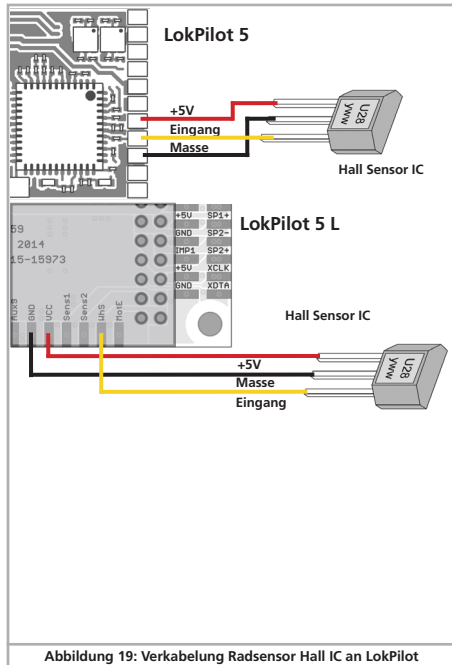 LokPilot 5
+5V
Eingang
Masse
U28
yww
Hall Sensor IC
LokPilot 5 L
59
2014
15-15973
+5V SP1+
GND SP2-
IMP1 SP2+
+5V XCLK
GND XDTA
Aux9 GND VCC Sens1 Sens2 WhS MotE
Hall Sensor IC
+5V
Masse
Eingang
U28
yww
Abbildung 19: Verkabelung Radsensor Hall IC an LokPilot